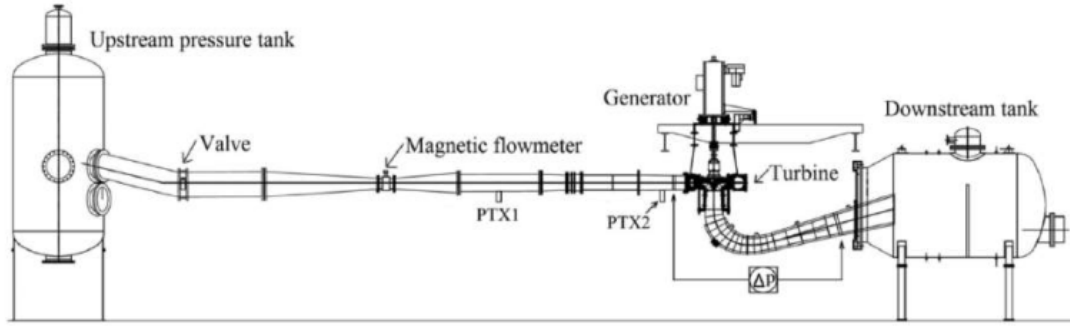 Upstream pressure tank
Generator
Downstream tank
Valve
Magnetic flowmeter
Turbine
PTX1
PTX2
ΔP